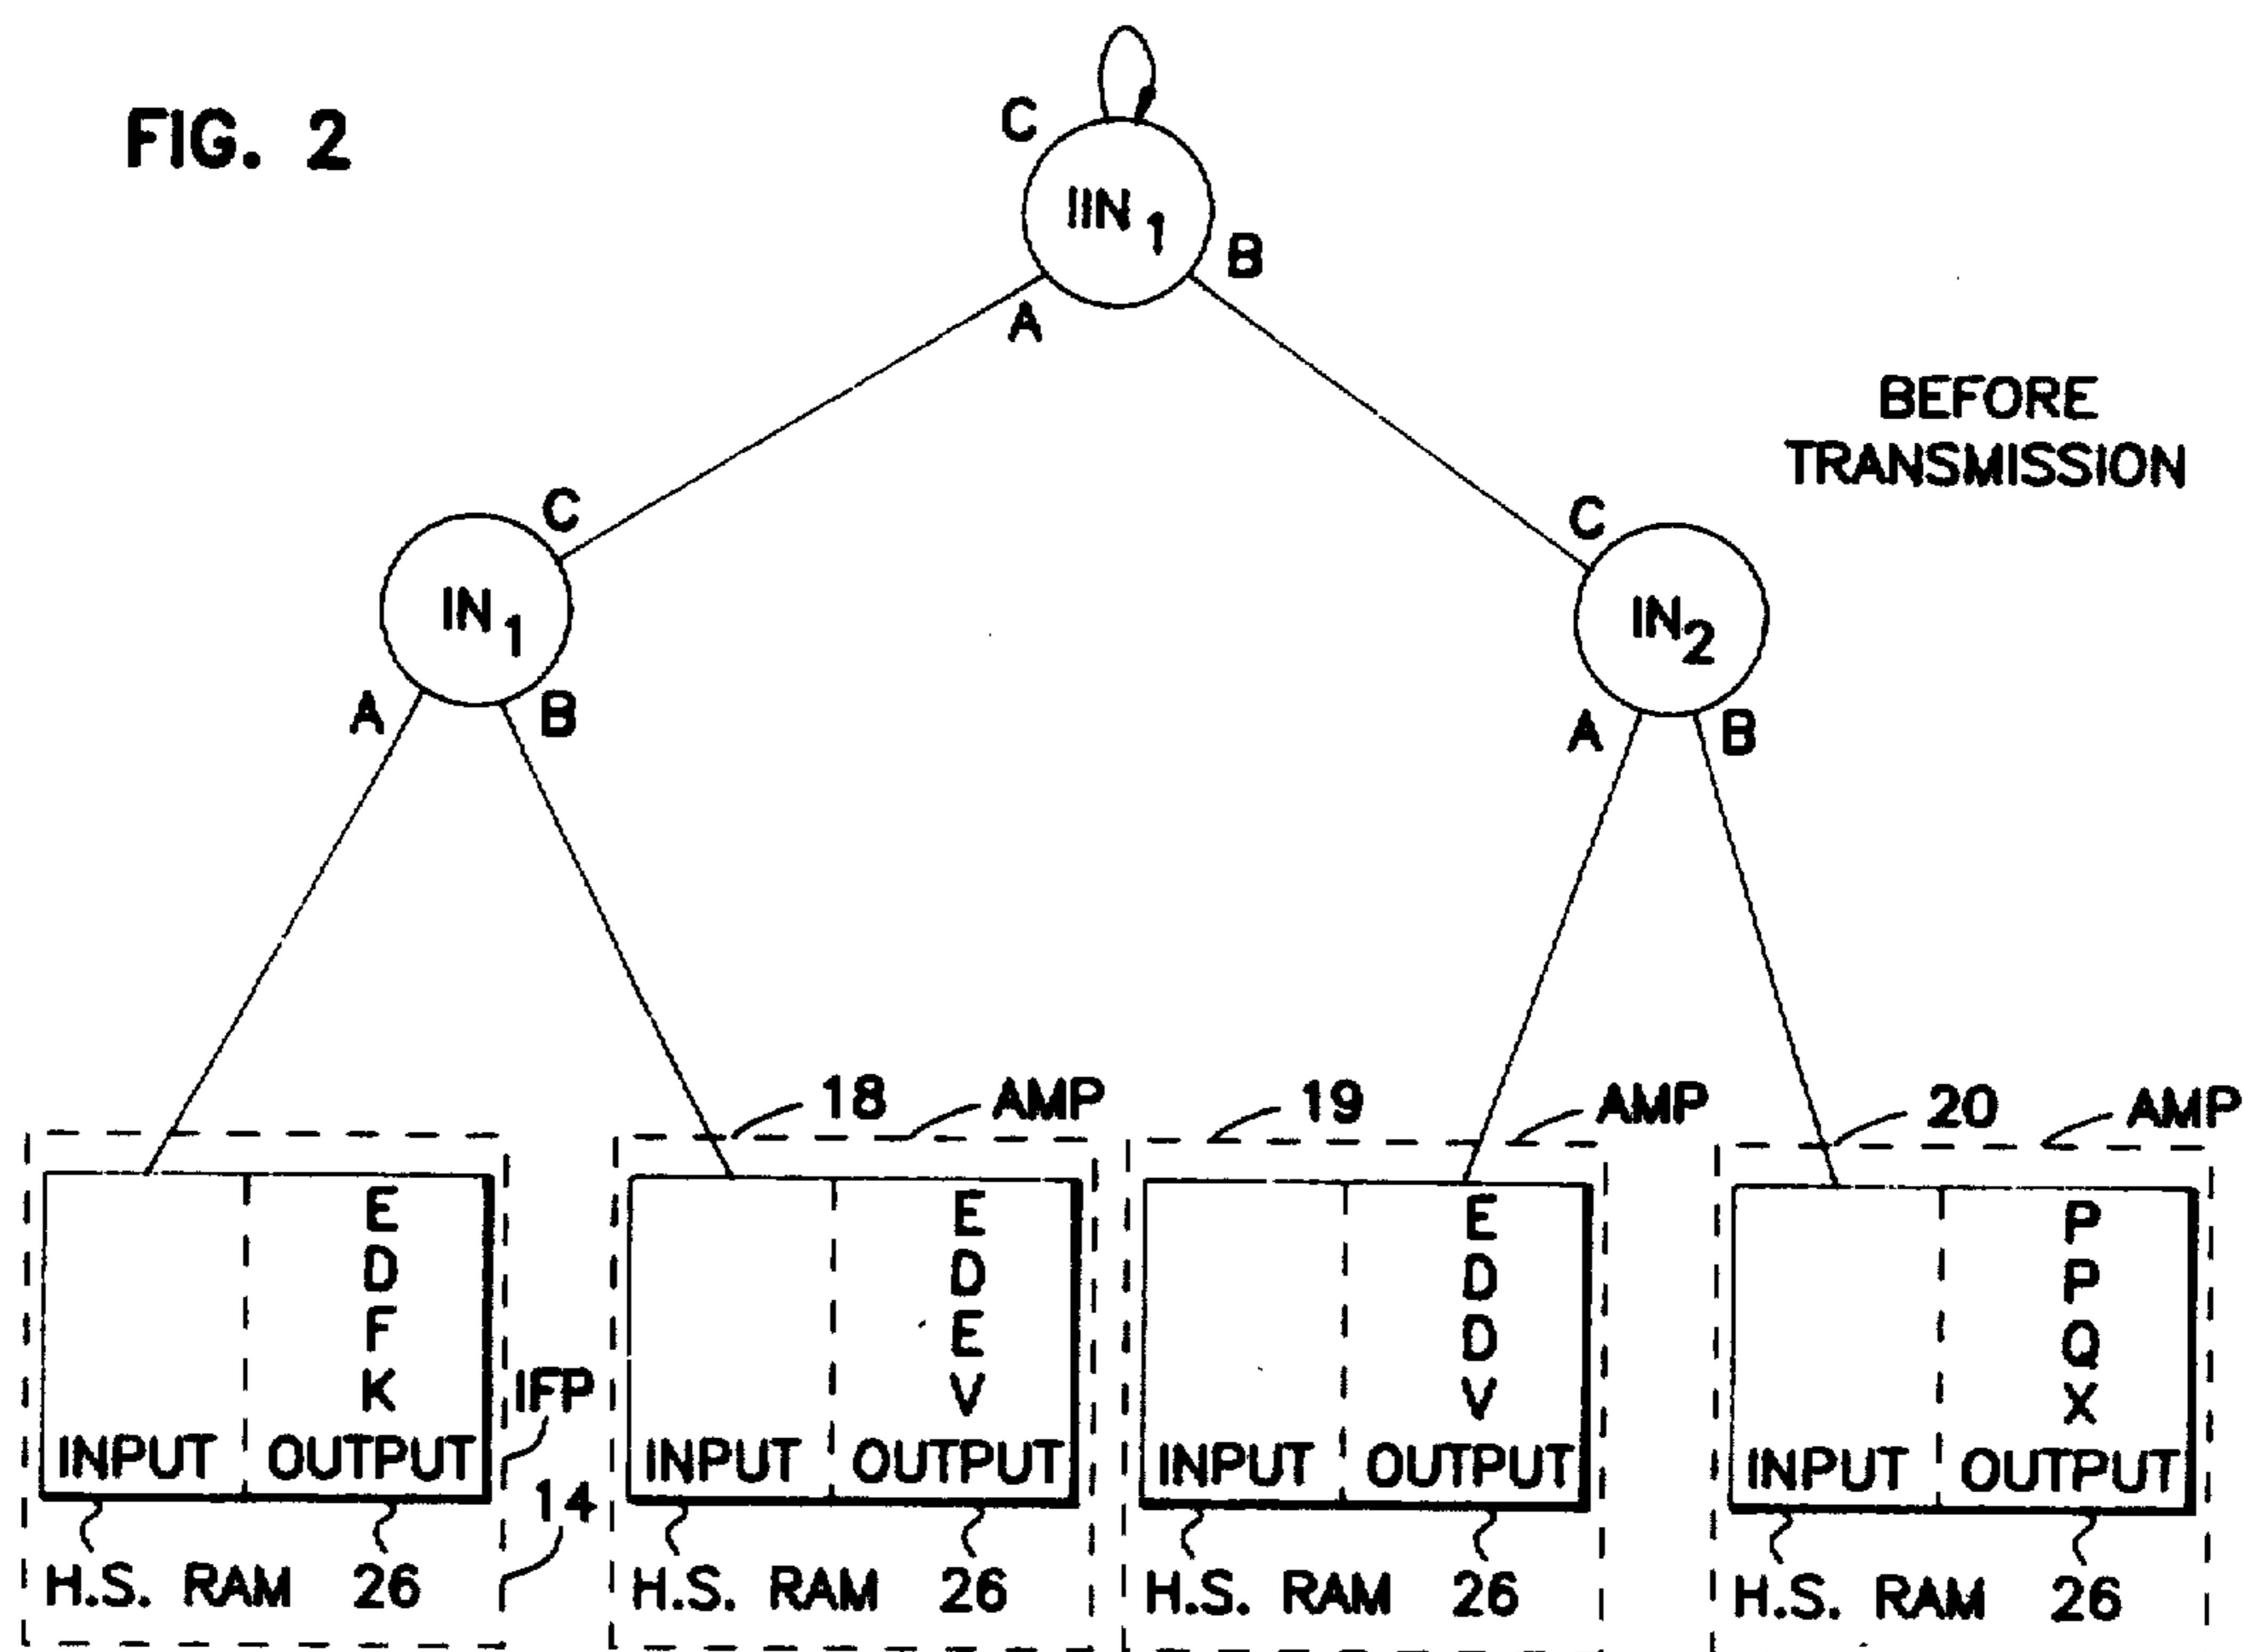 FIG. 2
C
IIN1
B
A
BEFORE
TRANSMISSION
C
IN1
A
B
C
IN2
A
B
18
AMP
19
AMP
20
AMP
E
D
F
K
INPUT
OUTPUT
IFP
14
H.S. RAM
26
E
D
E
V
INPUT
OUTPUT
H.S. RAM
26
E
D
D
V
INPUT
OUTPUT
H.S. RAM
26
P
P
Q
X
INPUT
OUTPUT
H.S. RAM
26